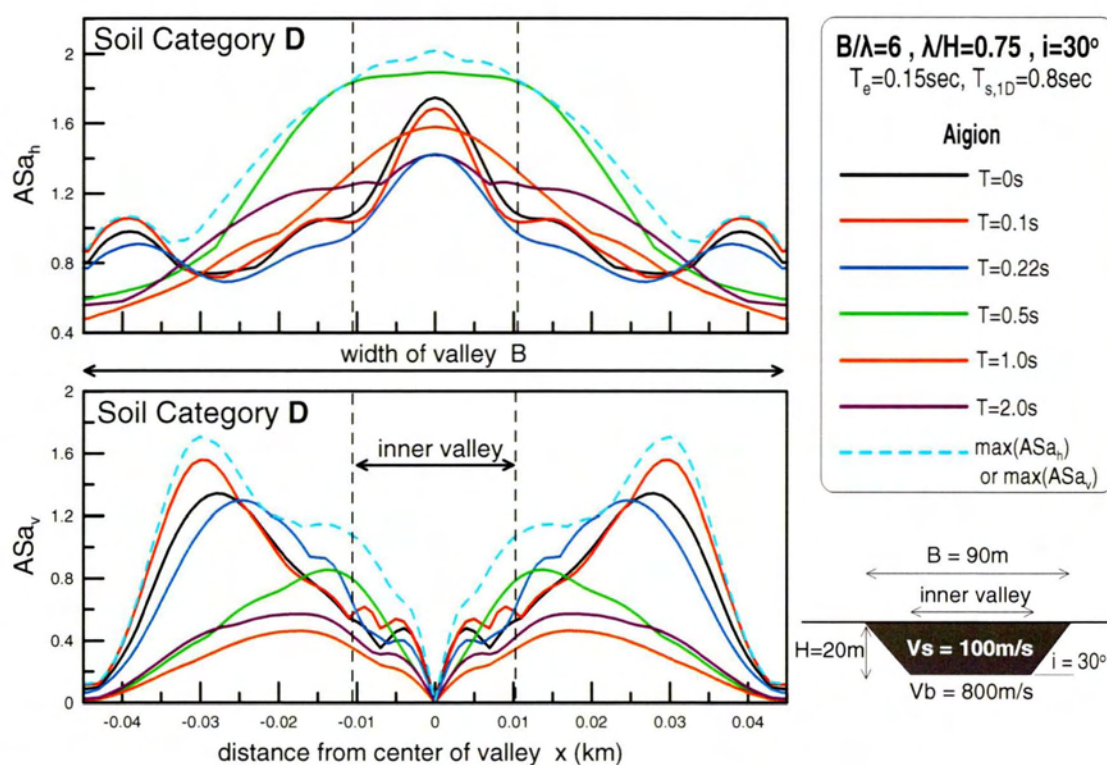 Soil Category D
2
1.6
1.2
0.8
0.4
ASa_h
width of valley B
Soil Category D
2
1.6
1.2
0.8
0.4
0
ASa_v
inner valley
-0.04 -0.03 -0.02 -0.01 0 0.01 0.02 0.03 0.04
distance from center of valley x (km)
B/λ=6 , λ/H=0.75 , i=30º
T_e=0.15sec, T_s,1D=0.8sec
Aigion
T=0s
T=0.1s
T=0.22s
T=0.5s
T=1.0s
T=2.0s
max(ASa_h)
or max(ASa_v)
B = 90m
inner valley
H=20m
Vs = 100m/s
i = 30º
Vb = 800m/s